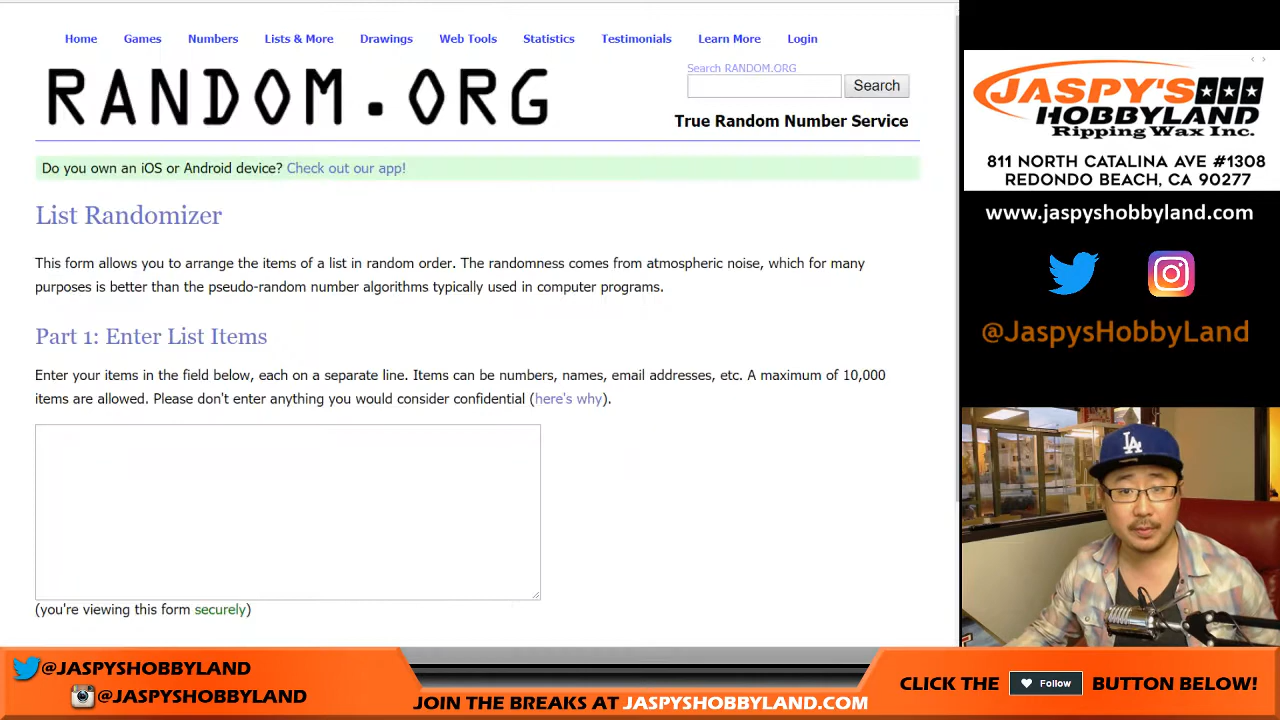 Home Games Numbers Lists & More Drawings Web Tools Statistics Testimonials Learn More Login
RANDOM.ORG
Search RANDOM.ORG
Search
True Random Number Service
Do you own an iOS or Android device? Check out our app!
List Randomizer
This form allows you to arrange the items of a list in random order. The randomness comes from atmospheric noise, which for many
purposes is better than the pseudo-random number algorithms typically used in computer programs.
Part 1: Enter List Items
Enter your items in the field below, each on a separate line. Items can be numbers, names, email addresses, etc. A maximum of 10,000
items are allowed. Please don't enter anything you would consider confidential (here's why).
(you're viewing this form securely)
JASPY'S
HOBBYLAND
Ripping Wax Inc.
811 NORTH CATALINA AVE #1308
REDONDO BEACH, CA 90277
www.jaspyshobbyland.com
@JaspysHobbyLand
LA
@JASPYSHOBBYLAND
@JASPYSHOBBYLAND
JOIN THE BREAKS AT JASPYSHOBBYLAND.COM
CLICK THE Follow BUTTON BELOW!